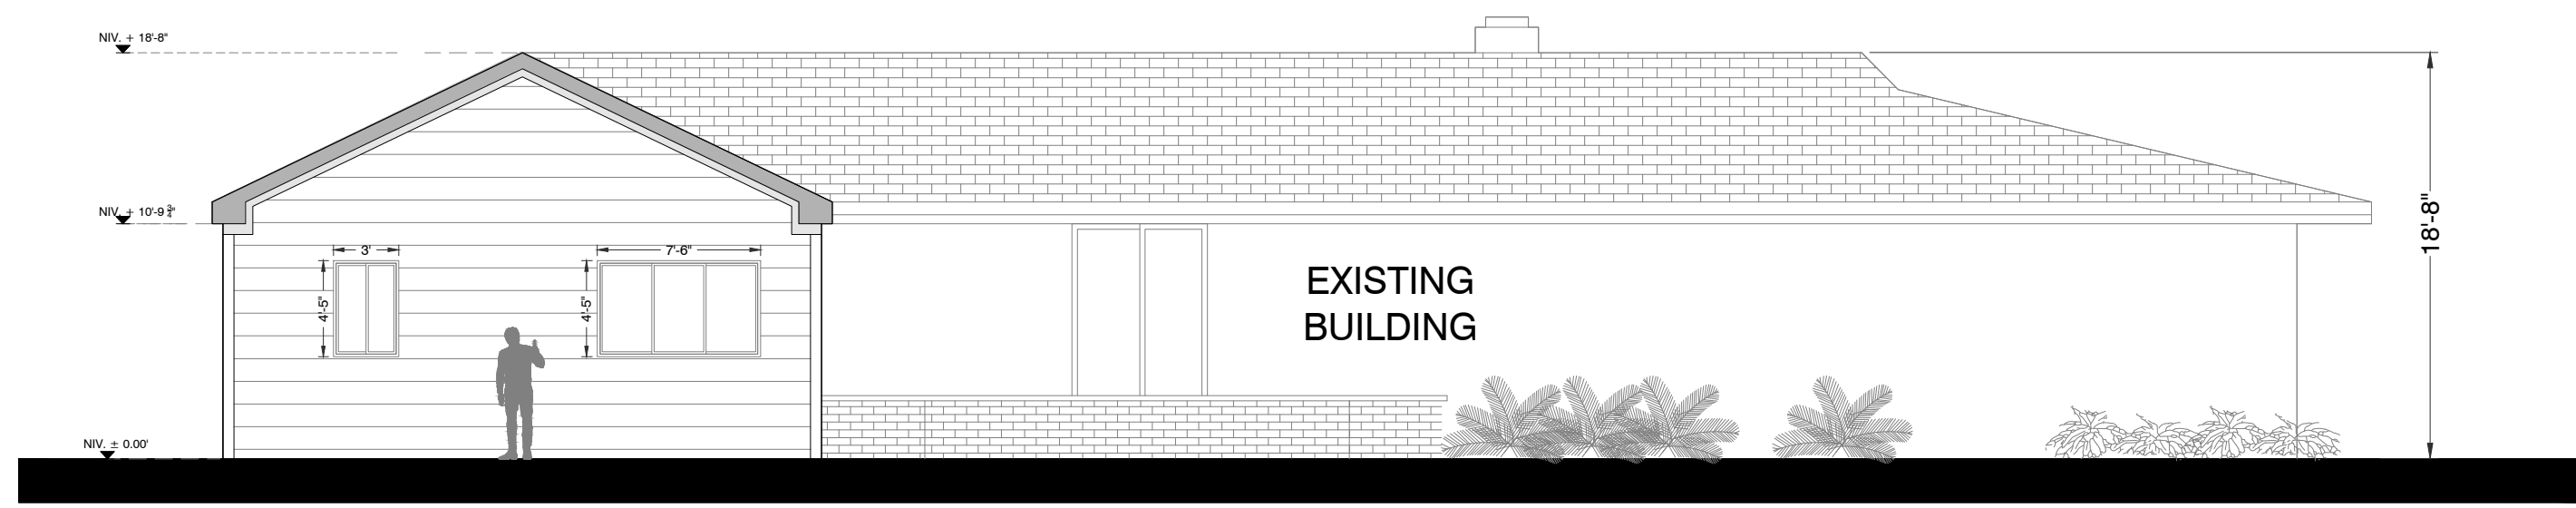 NIV. + 18'-8"
NIV. + 10'-9 3/4"
3'
7'-6"
4'-5"
4'-5"
EXISTING
BUILDING
18'-8"
NIV. ± 0.00'